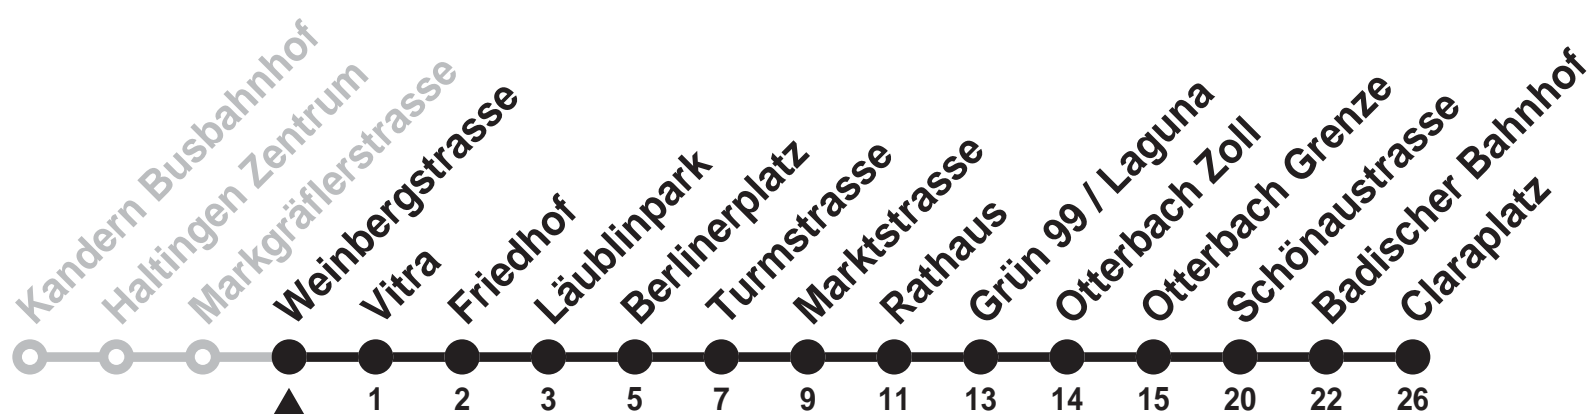 Kandern Busbahnhof
Haltingen Zentrum
Markgräflerstrasse
Weinbergstrasse
Vitra
Friedhof
Läublinpark
Berlinerplatz
Turmstrasse
Marktstrasse
Rathaus
Grün 99 / Laguna
Otterbach Zoll
Otterbach Grenze
Schönaustrasse
Badischer Bahnhof
Claraplatz
1 2 3 5 7 9 11 13 14 15 20 22 26